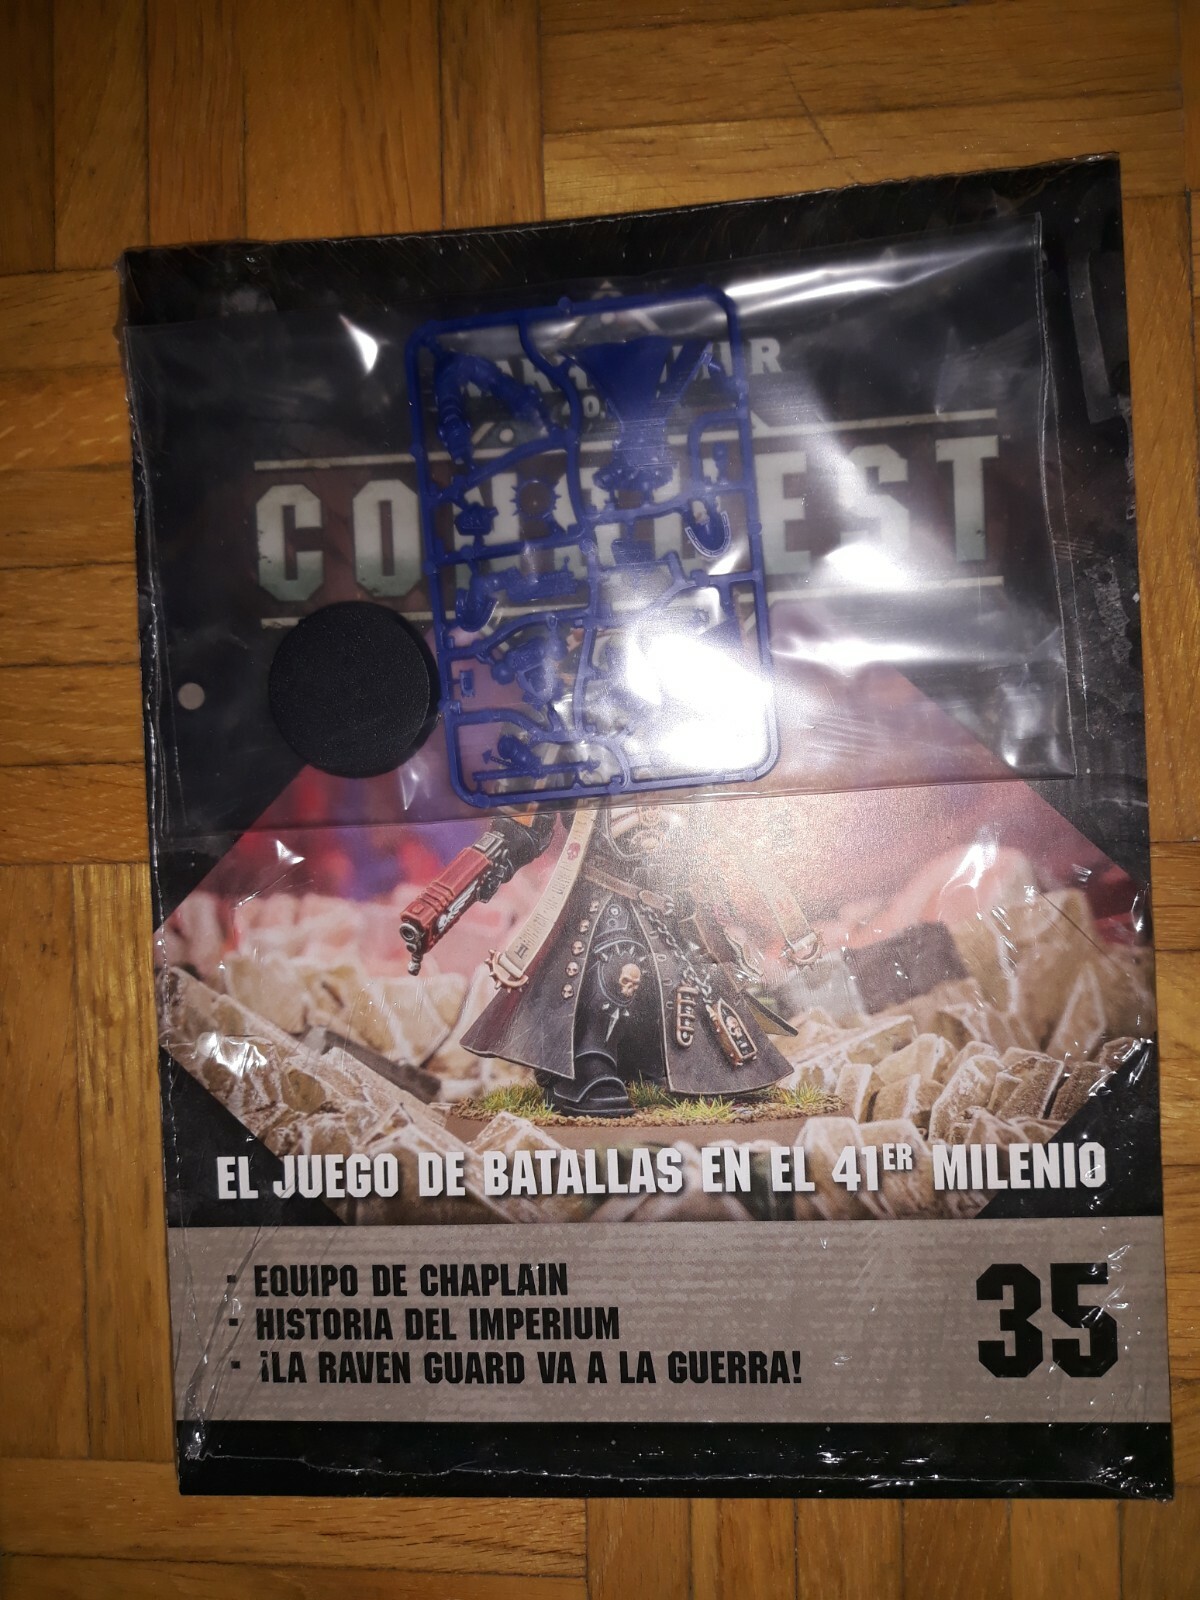 CONQUEST
EL JUEGO DE BATALLAS EN EL 41ER MILENIO
- EQUIPO DE CHAPLAIN
- HISTORIA DEL IMPERIUM
- ¡LA RAVEN GUARD VA A LA GUERRA!
35